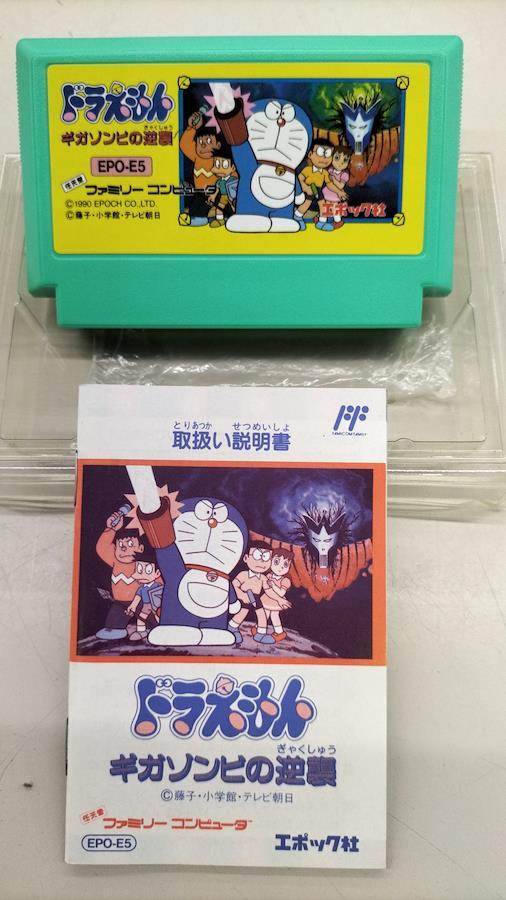 ドラえもん
ぎゃくしゅう
ギガゾンビの逆襲
EPO-E5
任天堂
ファミリー コンピュータ
©1990 EPOCH CO., LTD.
©藤子・小学館・テレビ朝日
エポック社
とりあつか せつめいしょ
取扱い説明書
FAMICOM FAMILY
ドラえもん
ぎゃくしゅう
ギガゾンビの逆襲
©藤子・小学館・テレビ朝日
任天堂
ファミリー コンピュータ™
EPO-E5
エポック社